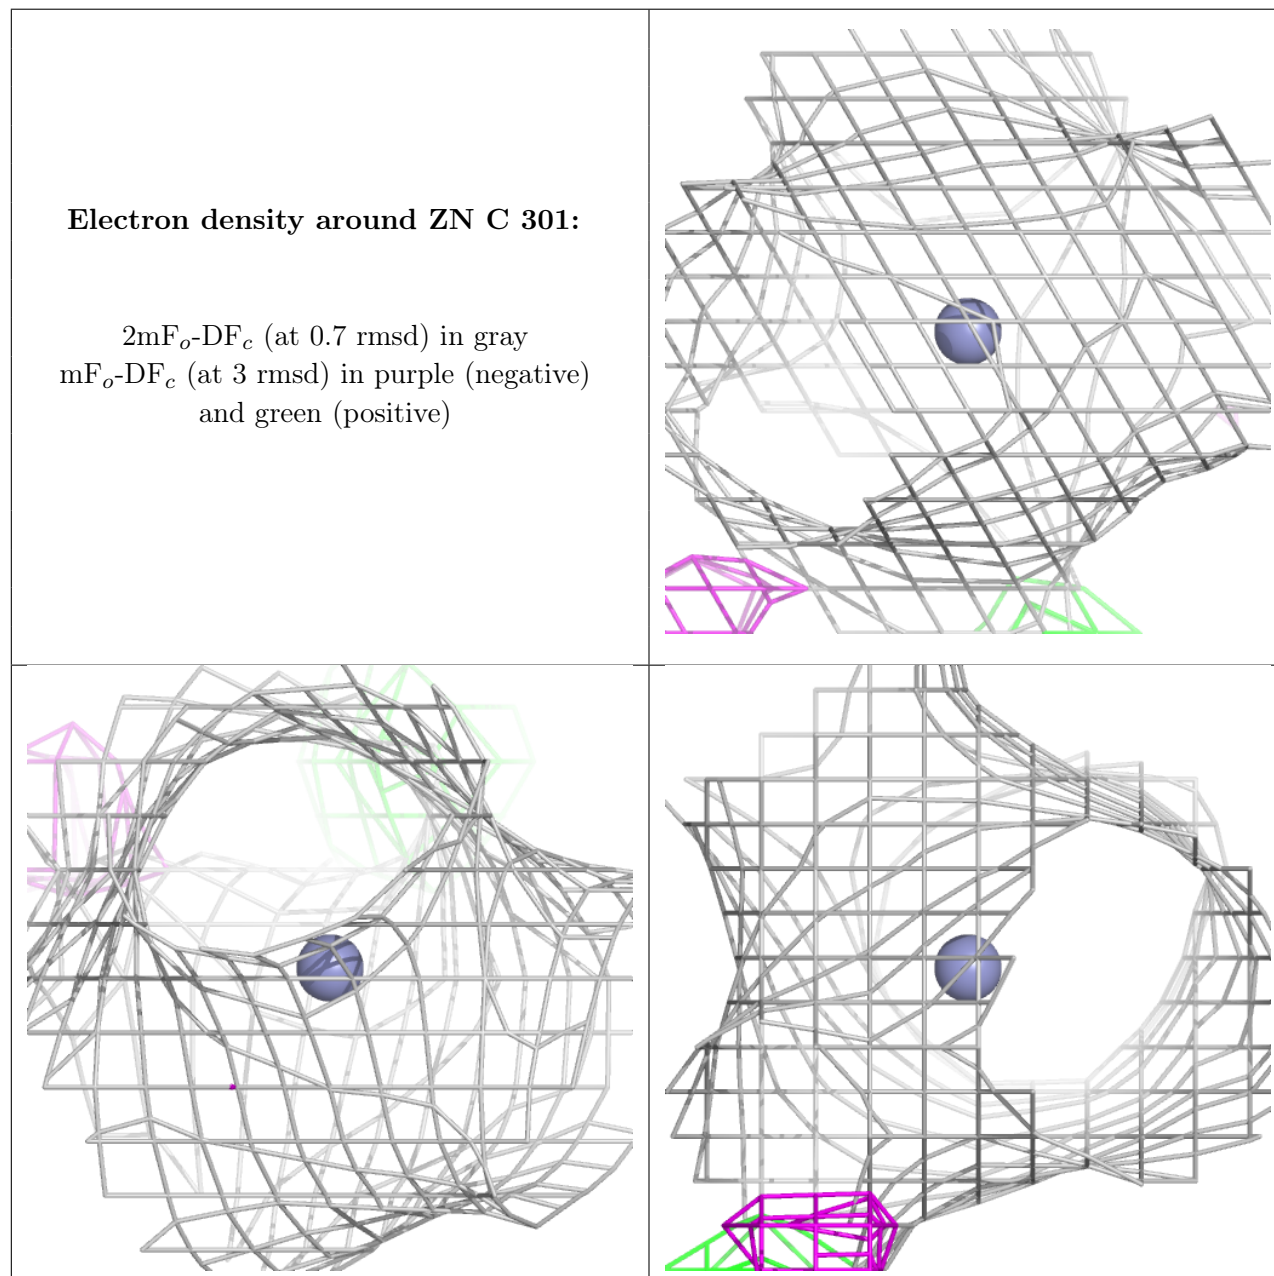 Electron density around ZN C 301:
2mFo-DFc (at 0.7 rmsd) in gray
mFo-DFc (at 3 rmsd) in purple (negative)
and green (positive)